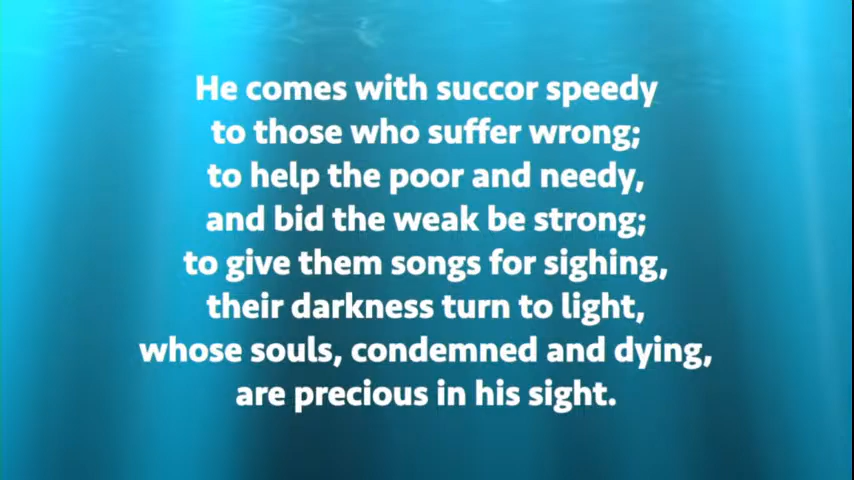 He comes with succor speedy
to those who suffer wrong;
to help the poor and needy,
and bid the weak be strong;
to give them songs for sighing,
their darkness turn to light,
whose souls, condemned and dying,
are precious in his sight.